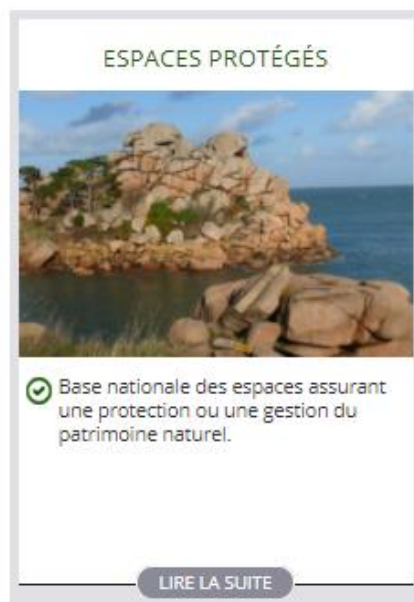 ESPACES PROTÉGÉS
Base nationale des espaces assurant
une protection ou une gestion du
patrimoine naturel.
LIRE LA SUITE